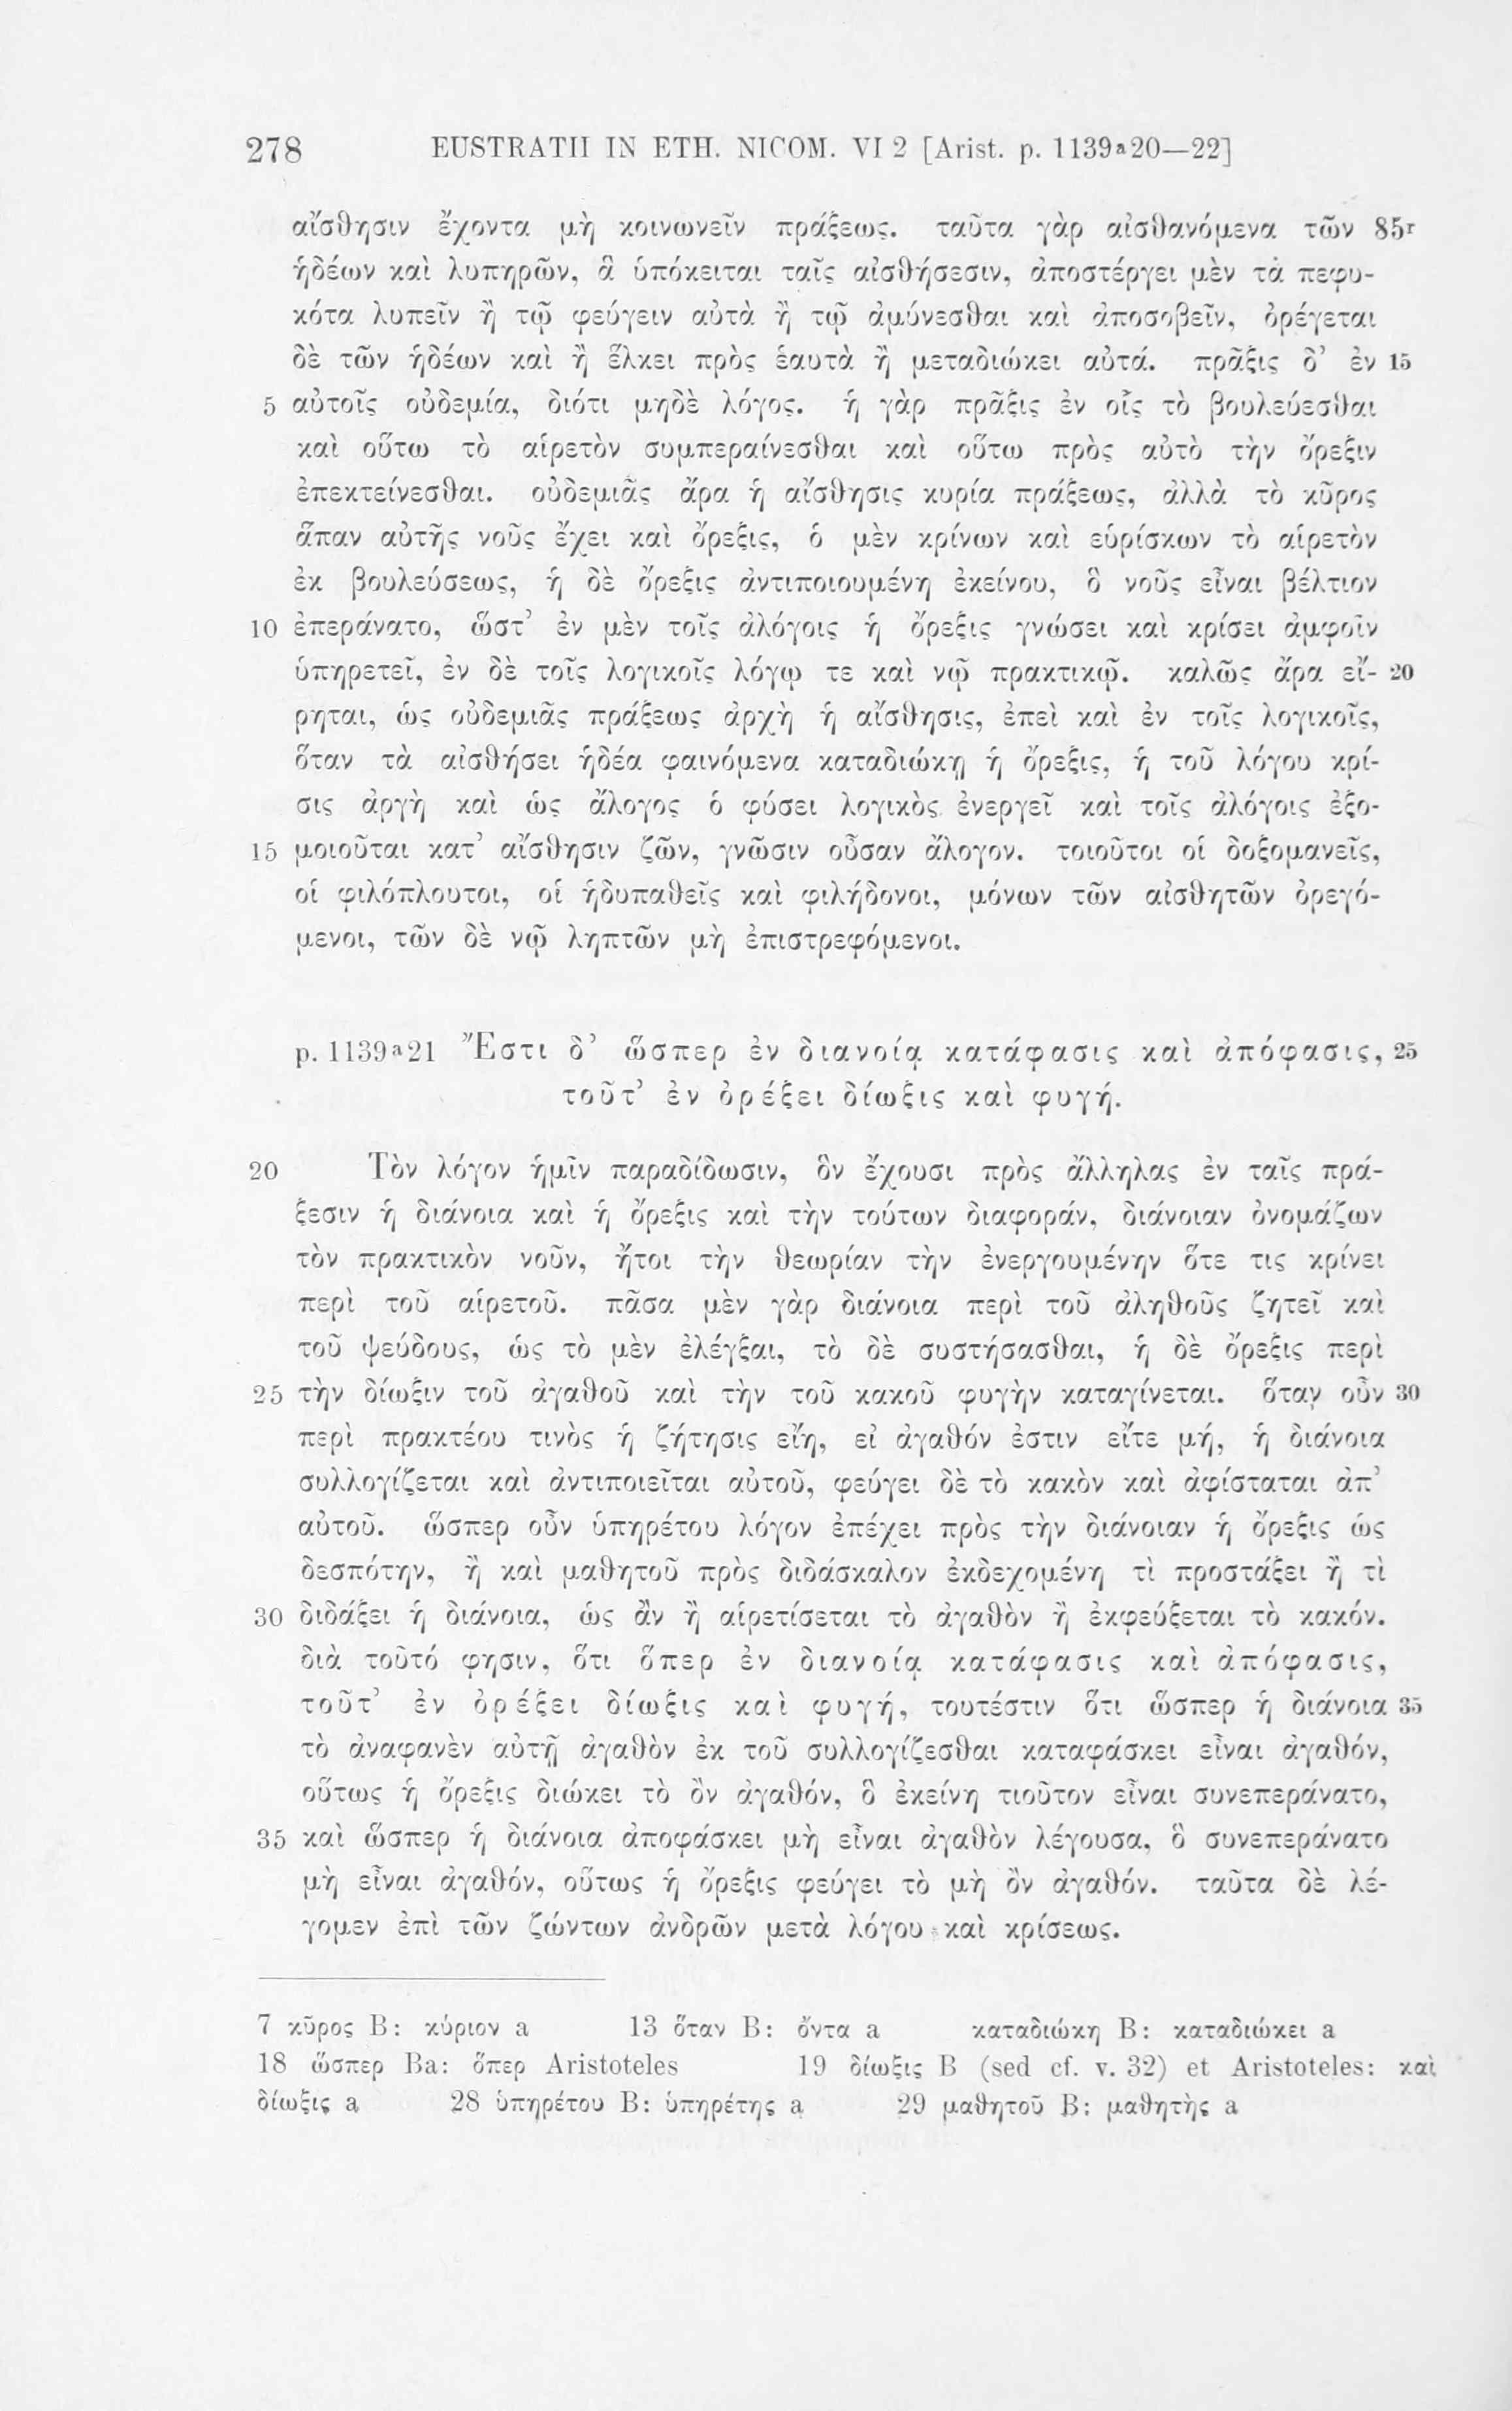 278 EUSTRATII IN ETH. NICOM. VI 2 [Arist. p. 1139a20—22]
αἴσθησιν ἔχοντα μὴ κοινωνεῖν πράξεως. ταῦτα γὰρ αἰσθανόμενα τῶν 85r
ἡδέων καὶ λυπηρῶν, ἃ ὑπόκειται ταῖς αἰσθήσεσιν, ἀποστέργει μὲν τὰ πεφυ-
κότα λυπεῖν ἢ τῷ φεύγειν αὐτὰ ἢ τῷ ἀμύνεσθαι καὶ ἀποσοβεῖν, ὀρέγεται
δὲ τῶν ἡδέων καὶ ἢ ἕλκει πρὸς ἑαυτὰ ἢ μεταδιώκει αὐτά. πρᾶξις δ' ἐν 15
5 αὐτοῖς οὐδεμία, διότι μηδὲ λόγος. ἡ γὰρ πρᾶξις ἐν οἷς τὸ βουλεύεσθαι
καὶ οὕτω τὸ αἱρετὸν συμπεραίνεσθαι καὶ οὕτω πρὸς αὐτὸ τὴν ὄρεξιν
ἐπεκτείνεσθαι. οὐδεμιᾶς ἄρα ἡ αἴσθησις κυρία πράξεως, ἀλλὰ τὸ κῦρος
ἅπαν αὐτῆς νοῦς ἔχει καὶ ὄρεξις, ὁ μὲν κρίνων καὶ εὑρίσκων τὸ αἱρετὸν
ἐκ βουλεύσεως, ἡ δὲ ὄρεξις ἀντιποιουμένη ἐκείνου, ὃ νοῦς εἶναι βέλτιον
10 ἐπεράνατο, ὥστ' ἐν μὲν τοῖς ἀλόγοις ἡ ὄρεξις γνώσει καὶ κρίσει ἀμφοῖν
ὑπηρετεῖ, ἐν δὲ τοῖς λογικοῖς λόγῳ τε καὶ νῷ πρακτικῷ. καλῶς ἄρα εἴ- 20
ρηται, ὡς οὐδεμιᾶς πράξεως ἀρχὴ ἡ αἴσθησις, ἐπεὶ καὶ ἐν τοῖς λογικοῖς,
ὅταν τὰ αἰσθήσει ἡδέα φαινόμενα καταδιώκῃ ἡ ὄρεξις, ἡ τοῦ λόγου κρί-
σις ἀργὴ καὶ ὡς ἄλογος ὁ φύσει λογικὸς ἐνεργεῖ καὶ τοῖς ἀλόγοις ἐξο-
15 μοιοῦται κατ' αἴσθησιν ζῶν, γνῶσιν οὖσαν ἄλογον. τοιοῦτοι οἱ δοξομανεῖς,
οἱ φιλόπλουτοι, οἱ ἡδυπαθεῖς καὶ φιλήδονοι, μόνων τῶν αἰσθητῶν ὀρεγό-
μενοι, τῶν δὲ νῷ ληπτῶν μὴ ἐπιστρεφόμενοι.
p. 1139a21 Ἔστι δ' ὥσπερ ἐν διανοίᾳ κατάφασις καὶ ἀπόφασις, 25
τοῦτ' ἐν ὀρέξει δίωξις καὶ φυγή.
20 Τὸν λόγον ἡμῖν παραδίδωσιν, ὃν ἔχουσι πρὸς ἄλληλας ἐν ταῖς πρά-
ξεσιν ἡ διάνοια καὶ ἡ ὄρεξις καὶ τὴν τούτων διαφοράν, διάνοιαν ὀνομάζων
τὸν πρακτικὸν νοῦν, ἤτοι τὴν θεωρίαν τὴν ἐνεργουμένην ὅτε τις κρίνει
περὶ τοῦ αἱρετοῦ. πᾶσα μὲν γὰρ διάνοια περὶ τοῦ ἀληθοῦς ζητεῖ καὶ
τοῦ ψεύδους, ὡς τὸ μὲν ἐλέγξαι, τὸ δὲ συστήσασθαι, ἡ δὲ ὄρεξις περὶ
25 τὴν δίωξιν τοῦ ἀγαθοῦ καὶ τὴν τοῦ κακοῦ φυγὴν καταγίνεται. ὅταν οὖν 30
περὶ πρακτέου τινὸς ἡ ζήτησις εἴη, εἰ ἀγαθόν ἐστιν εἴτε μή, ἡ διάνοια
συλλογίζεται καὶ ἀντιποιεῖται αὐτοῦ, φεύγει δὲ τὸ κακὸν καὶ ἀφίσταται ἀπ'
αὐτοῦ. ὥσπερ οὖν ὑπηρέτου λόγον ἐπέχει πρὸς τὴν διάνοιαν ἡ ὄρεξις ὡς
δεσπότην, ἢ καὶ μαθητοῦ πρὸς διδάσκαλον ἐκδεχομένη τὶ προστάξει ἢ τὶ
30 διδάξει ἡ διάνοια, ὡς ἂν ἢ αἱρετίσεται τὸ ἀγαθὸν ἢ ἐκφεύξεται τὸ κακόν.
διὰ τοῦτό φησιν, ὅτι ὅπερ ἐν διανοίᾳ κατάφασις καὶ ἀπόφασις,
τοῦτ' ἐν ὀρέξει δίωξις καὶ φυγή, τουτέστιν ὅτι ὥσπερ ἡ διάνοια 35
τὸ ἀναφανὲν αὐτῇ ἀγαθὸν ἐκ τοῦ συλλογίζεσθαι καταφάσκει εἶναι ἀγαθόν,
οὕτως ἡ ὄρεξις διώκει τὸ ὂν ἀγαθόν, ὃ ἐκείνη τιοῦτον εἶναι συνεπεράνατο,
35 καὶ ὥσπερ ἡ διάνοια ἀποφάσκει μὴ εἶναι ἀγαθὸν λέγουσα, ὃ συνεπεράνατο
μὴ εἶναι ἀγαθόν, οὕτως ἡ ὄρεξις φεύγει τὸ μὴ ὂν ἀγαθόν. ταῦτα δὲ λέ-
γομεν ἐπὶ τῶν ζώντων ἀνδρῶν μετὰ λόγου καὶ κρίσεως.
7 κῦρος B: κύριον a 13 ὅταν B: ὄντα a καταδιώκῃ B: καταδιώκει a
18 ὥσπερ Ba: ὅπερ Aristoteles 19 δίωξις B (sed cf. v. 32) et Aristoteles: καὶ
δίωξις a 28 ὑπηρέτου B: ὑπηρέτης a 29 μαθητοῦ B: μαθητὴς a